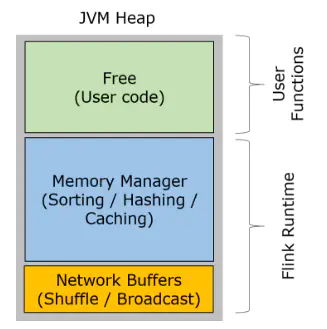 JVM Heap
Free
(User code)
User
Functions
Memory Manager
(Sorting / Hashing /
Caching)
Flink Runtime
Network Buffers
(Shuffle / Broadcast)